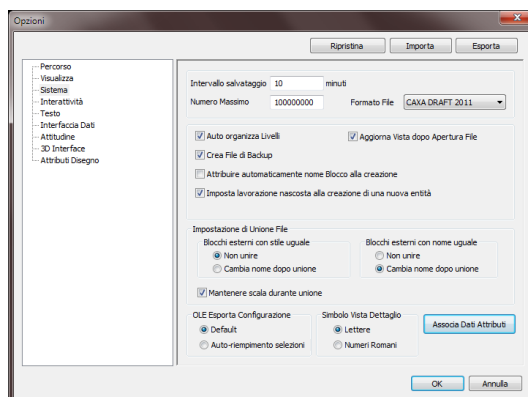 Opzioni
Ripristina Importa Esporta
Percorso
Visualizza
Sistema
Interattività
Testo
Interfaccia Dati
Attitudine
3D Interface
Attributi Disegno
Intervallo salvataggio 10 minuti
Numero Massimo 100000000 Formato File CAXA DRAFT 2011
Auto organizza Livelli Aggiorna Vista dopo Apertura File
Crea File di Backup
Attribuire automaticamente nome Blocco alla creazione
Imposta lavorazione nascosta alla creazione di una nuova entità
Impostazione di Unione File
Blocchi esterni con stile uguale Blocchi esterni con nome uguale
Non unire Non unire
Cambia nome dopo unione Cambia nome dopo unione
Mantenere scala durante unione
OLE Esporta Configurazione Simbolo Vista Dettaglio
Default Lettere Associa Dati Attributi
Auto-riempimento selezioni Numeri Romani
OK Annulla